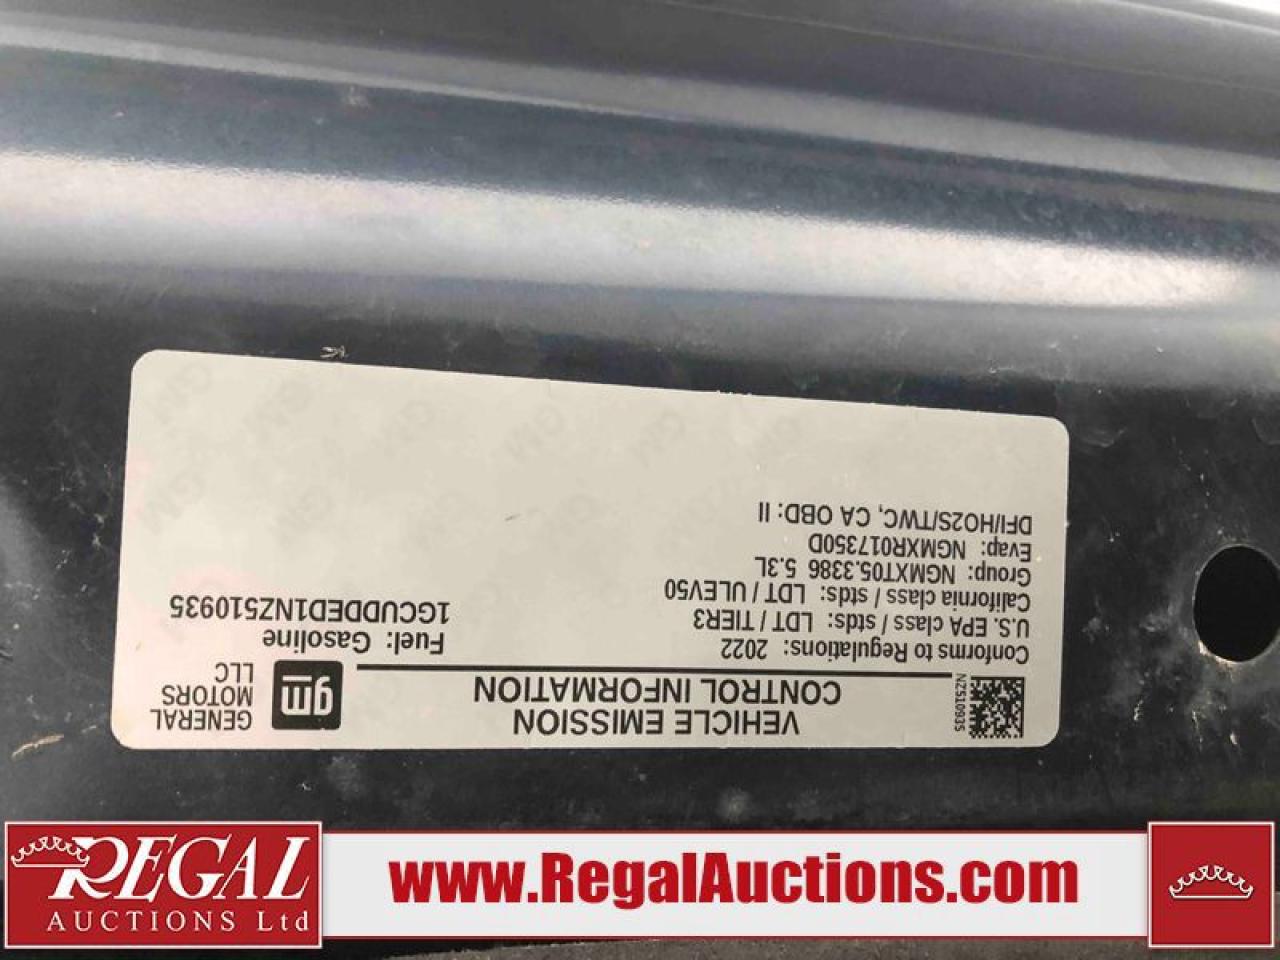 NZ510935
VEHICLE EMISSION
CONTROL INFORMATION
gm
GENERAL
MOTORS
LLC
Conforms to Regulations: 2022
U.S. EPA class / stds: LDT / TIER3
California class / stds: LDT / ULEV50
Group: NGMXT05.3386 5.3L
Evap: NGMXR017350D
DFI/HO2S/TWC, CA OBD: II
Fuel: Gasoline
1GCUDDED1NZ510935
REGAL
AUCTIONS Ltd
www.RegalAuctions.com